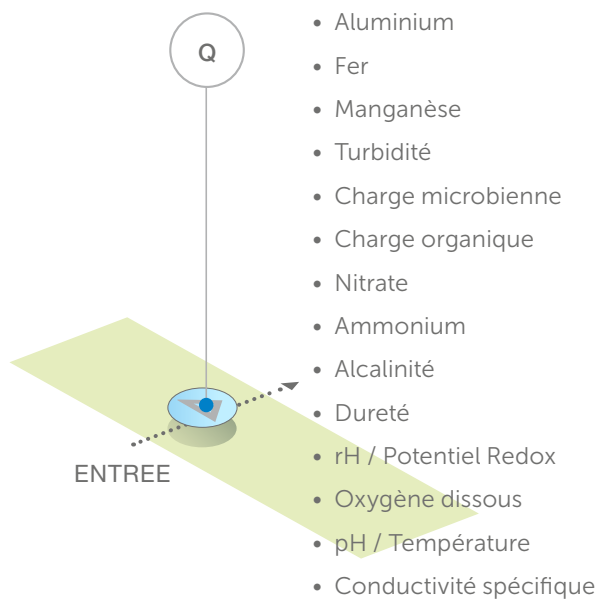 Q
• Aluminium
• Fer
• Manganèse
• Turbidité
• Charge microbienne
• Charge organique
• Nitrate
• Ammonium
• Alcalinité
• Dureté
• rH / Potentiel Redox
• Oxygène dissous
• pH / Température
• Conductivité spécifique
ENTREE